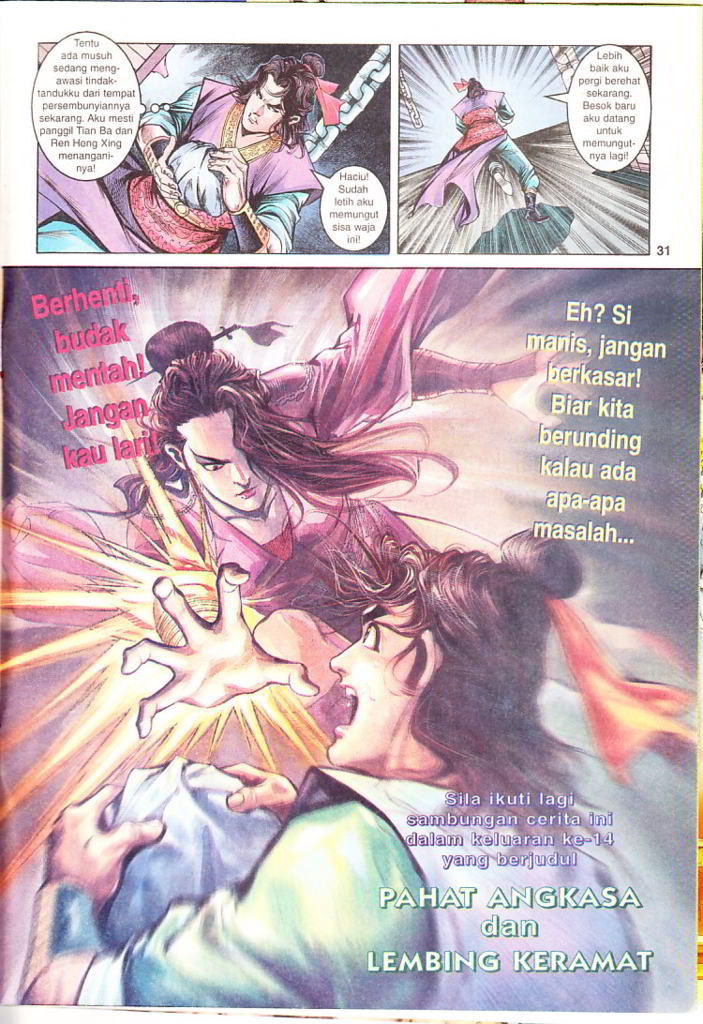 Tentu
ada musuh
sedang meng-
awasi tindak-
tanduku dari tempat
persembunyiannya
sekarang. Aku mesti
panggil Tian Ba dan
Ren Hong Xing
menangani-
nya!
Haciu!
Sudah
letih aku
memungut
sisa waja
ini!
Lebih
baik aku
pergi berehat
sekarang.
Besok baru
aku datang
untuk
memungut-
nya lagi!
31
Berhenti,
budak
mentah!
Jangan
kau lari!
Eh? Si
manis, jangan
berkasar!
Biar kita
berunding
kalau ada
apa-apa
masalah...
Sila ikuti lagi
sambungan cerita ini
dalam keluaran ke-14
yang berjudul
PAHAT ANGKASA
dan
LEMBING KERAMAT